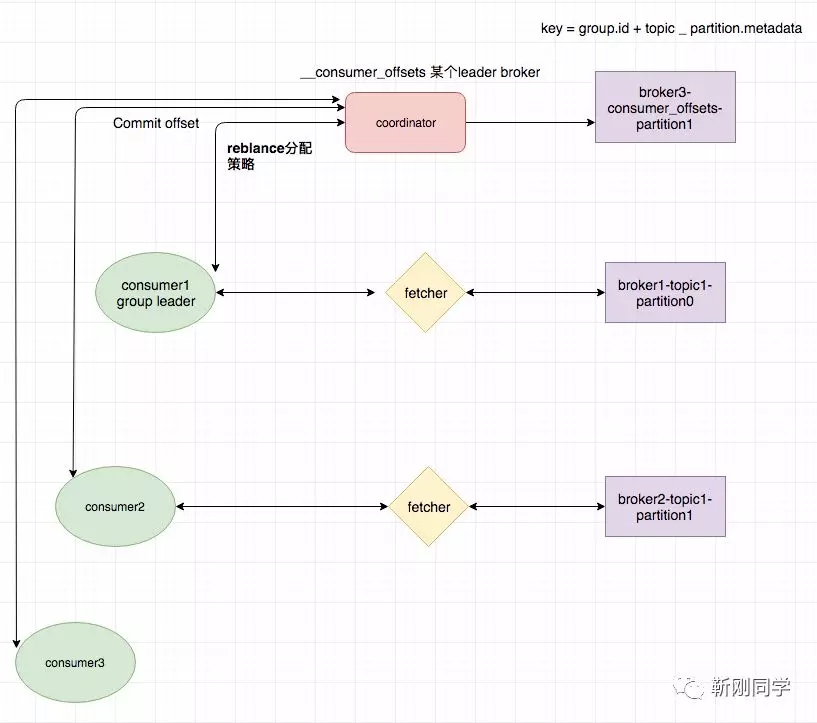 key = group.id + topic _ partition.metadata
__consumer_offsets 某个leader broker
broker3-
consumer_offsets-
partition1
coordinator
Commit offset
reblance分配
策略
consumer1
group leader
fetcher
broker1-topic1-
partition0
consumer2
fetcher
broker2-topic1-
partition1
consumer3
靳刚同学